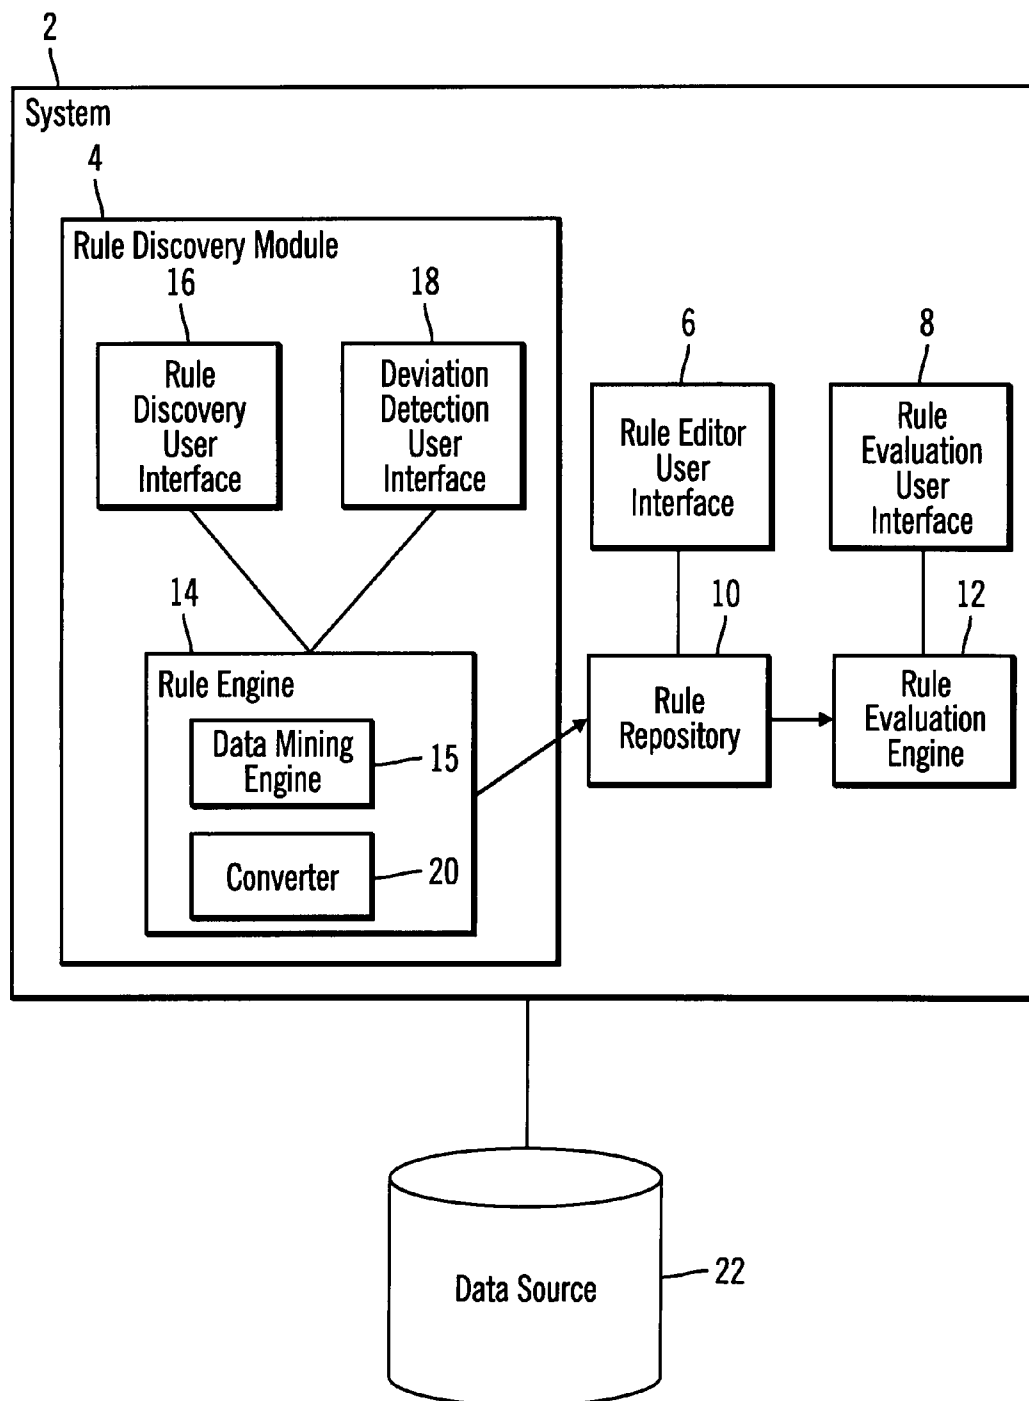 2
System
4
Rule Discovery Module
16
18
Rule
Discovery
User
Interface
Deviation
Detection
User
Interface
6
8
Rule Editor
User
Interface
Rule
Evaluation
User
Interface
14
10
12
Rule Engine
Data Mining
Engine
15
Converter
20
Rule
Repository
Rule
Evaluation
Engine
Data Source
22